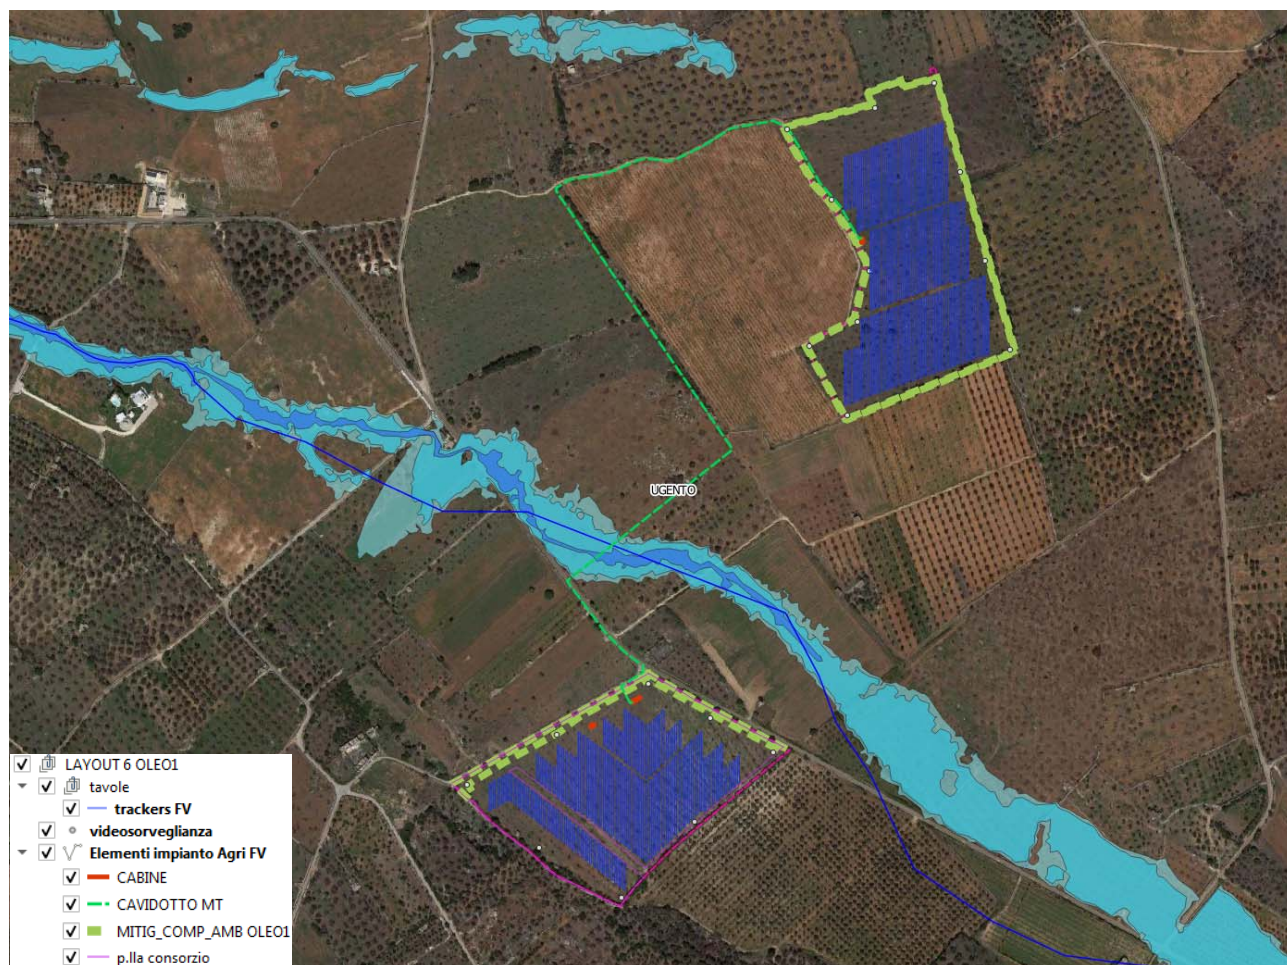 UGENTO
LAYOUT 6 OLEO1
tavole
trackers FV
videosorveglianza
Elementi impianto Agri FV
CABINE
CAVIDOTTO MT
MITIG_COMP_AMB OLEO1
p.lla consorzio